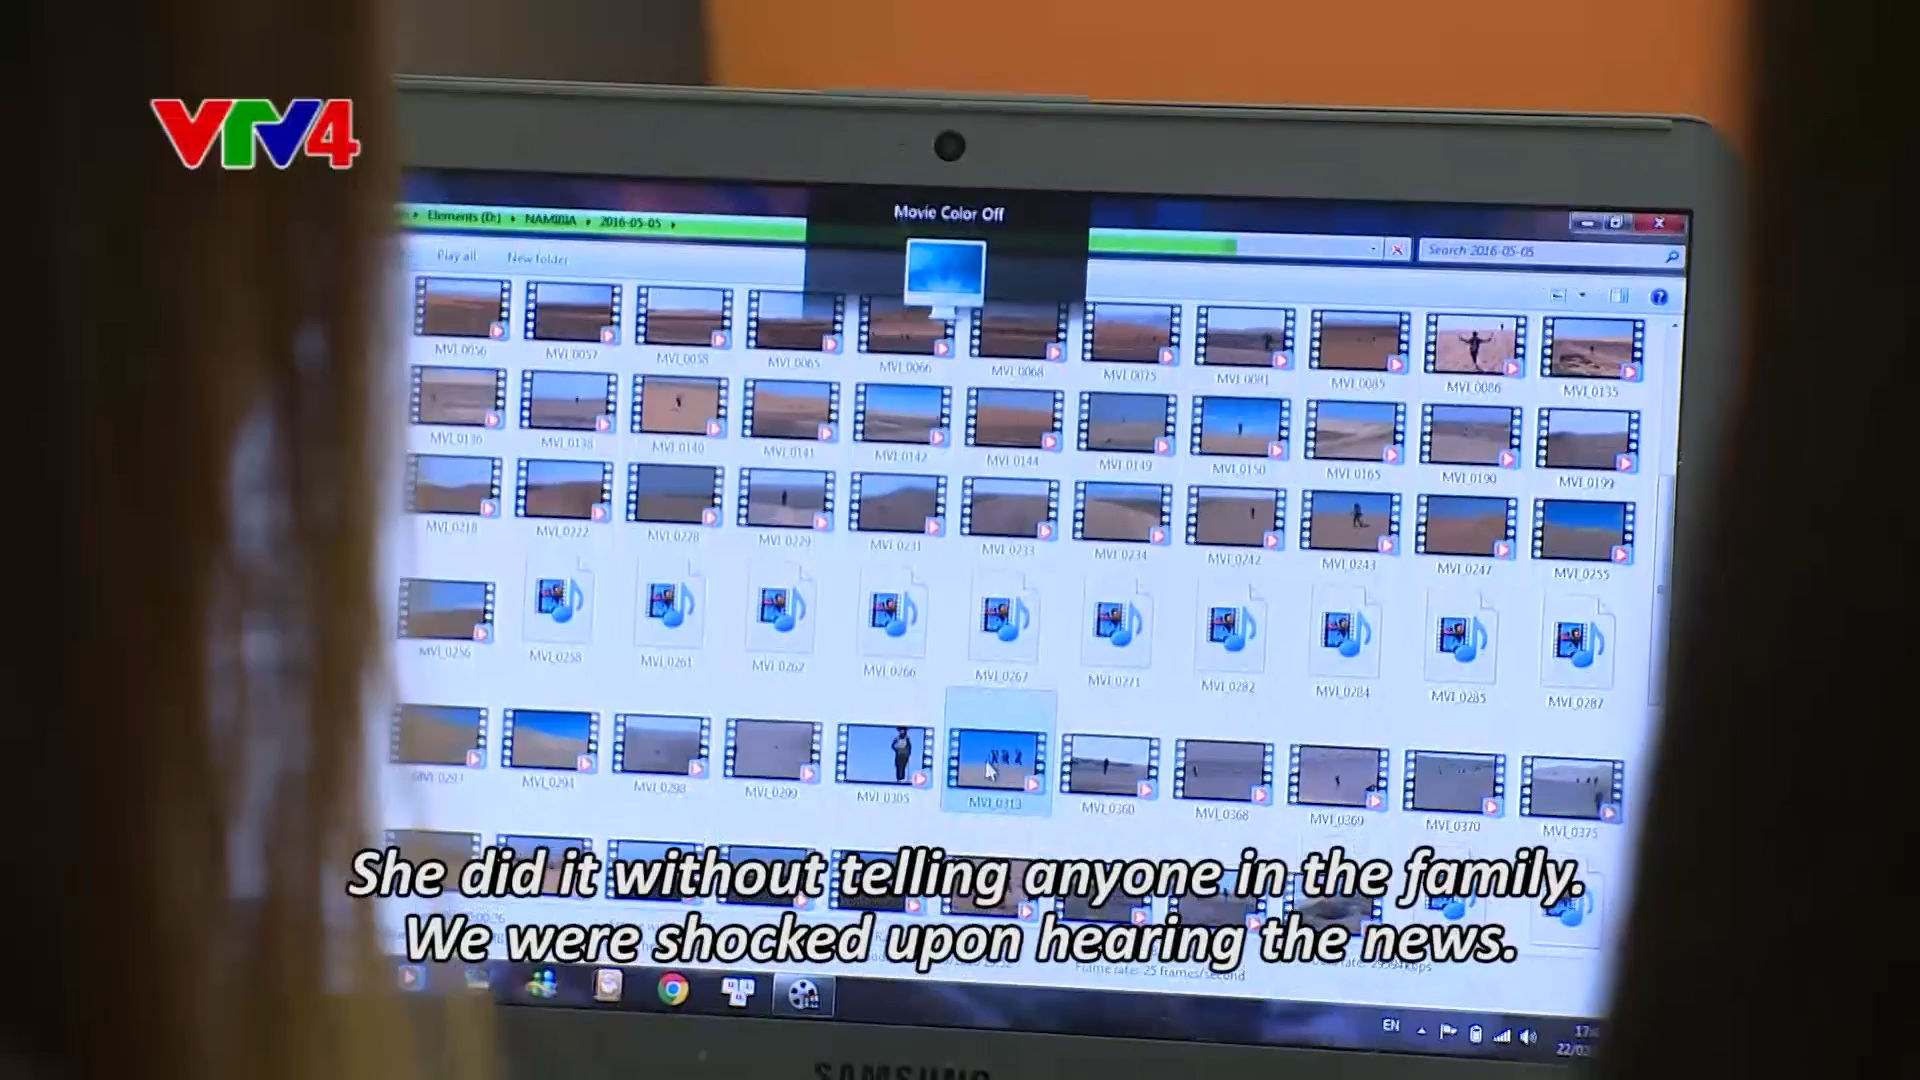 VTV4
Movie Color Off
Elements (D:) ▸ NAMIBIA ▸ 2016-05-05 ▸
Search 2016-05-05
Play all New folder
MVI_0056 MVI_0057 MVI_0058 MVI_0065 MVI_0066 MVI_0068 MVI_0075 MVI_0081 MVI_0085 MVI_0086 MVI_0135
MVI_0136 MVI_0138 MVI_0140 MVI_0141 MVI_0142 MVI_0144 MVI_0149 MVI_0150 MVI_0165 MVI_0190 MVI_0199
MVI_0218 MVI_0222 MVI_0228 MVI_0229 MVI_0231 MVI_0233 MVI_0234 MVI_0242 MVI_0243 MVI_0247 MVI_0255
MVI_0256 MVI_0258 MVI_0261 MVI_0262 MVI_0266 MVI_0267 MVI_0271 MVI_0282 MVI_0284 MVI_0285 MVI_0287
MVI_0294 MVI_0298 MVI_0299 MVI_0305 MVI_0313 MVI_0360 MVI_0368 MVI_0369 MVI_0370 MVI_0375
She did it without telling anyone in the family.
We were shocked upon hearing the news.
Frame rate: 25 frames/second
EN
SAMSUNG